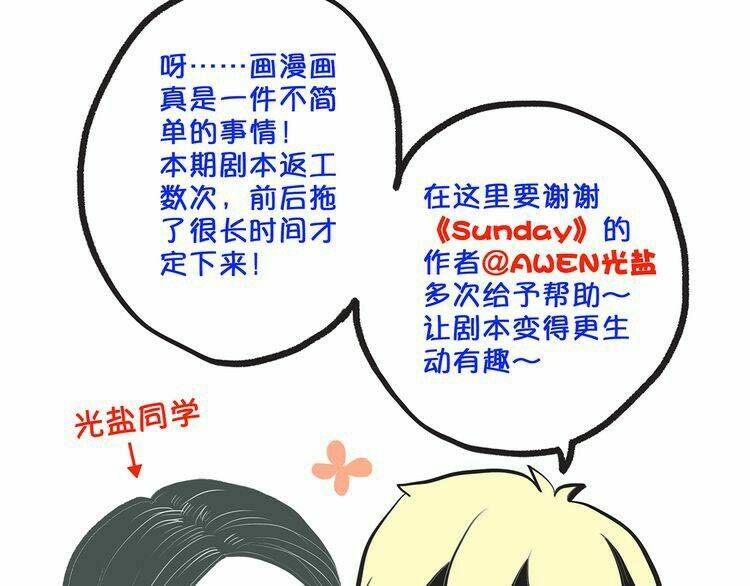 呀……画漫画
真是一件不简
单的事情！
本期剧本返工
数次，前后拖
了很长时间才
定下来！
在这里要谢谢
《Sunday》的
作者@AWEN光盐
多次给予帮助～
让剧本变得更生
动有趣～
光盐同学